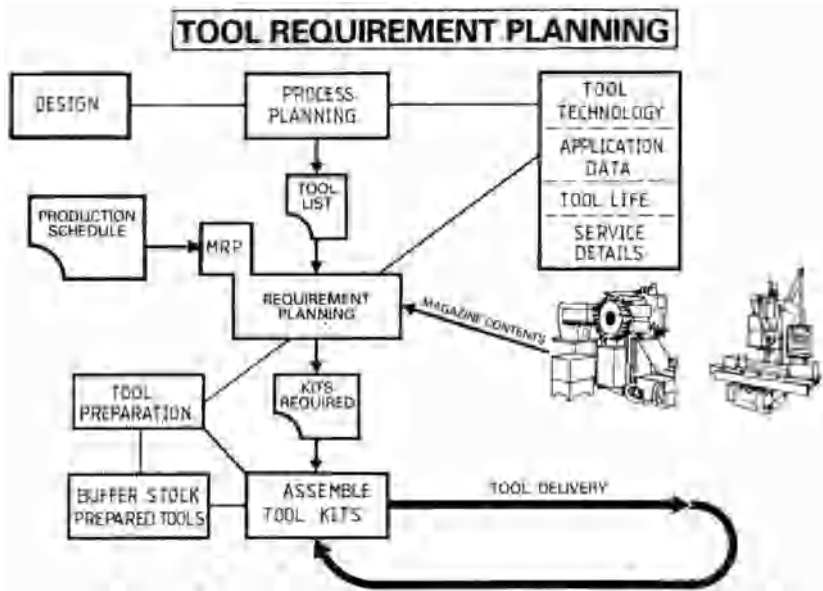 TOOL REQUIREMENT PLANNING
DESIGN
PROCESS
PLANNING
TOOL
TECHNOLOGY
APPLICATION
DATA
TOOL LIFE
SERVICE
DETAILS
TOOL
LIST
PRODUCTION
SCHEDULE
MRP
REQUIREMENT
PLANNING
MAGAZINE CONTENTS
TOOL
PREPARATION
KITS
REQUIRED
BUFFER STOCK
PREPARED TOOLS
ASSEMBLE
TOOL KITS
TOOL DELIVERY